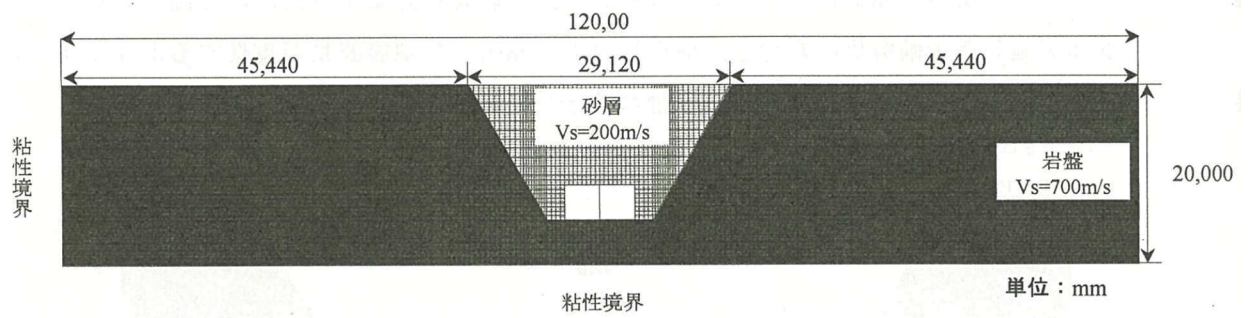 120,00
45,440
29,120
45,440
砂層
Vs=200m/s
粘性境界
岩盤
Vs=700m/s
20,000
単位：mm
粘性境界